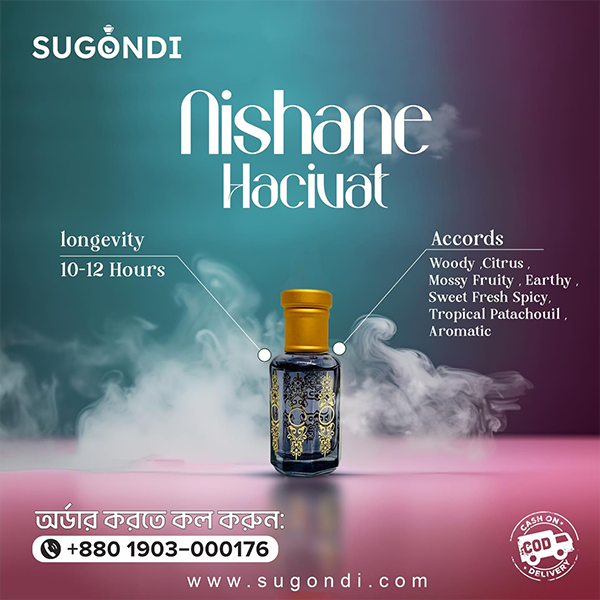 SUGONDI
Nishane
Hacivat
longevity
10-12 Hours
Accords
Woody ,Citrus ,
Mossy Fruity , Earthy ,
Sweet Fresh Spicy,
Tropical Patachouil ,
Aromatic
অর্ডার করতে কল করুন:
+880 1903-000176
CASH ON
COD
DELIVERY
www.sugondi.com